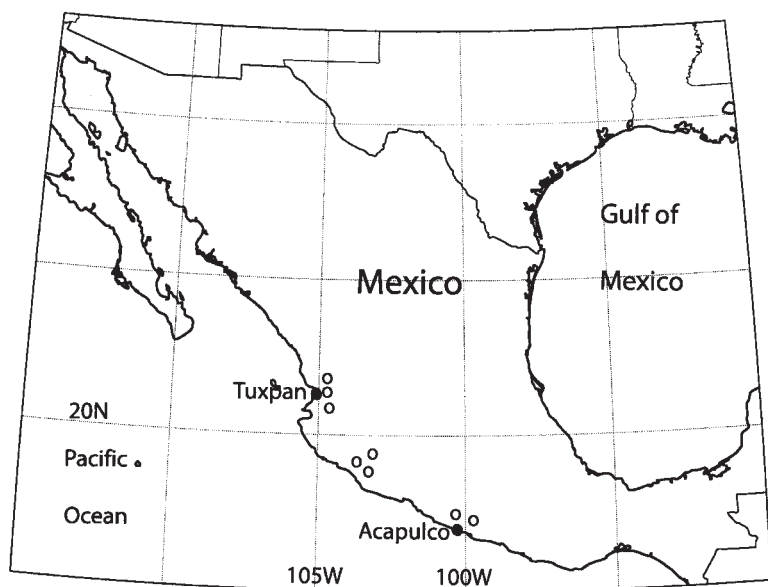 Gulf of
Mexico
Mexico
Tuxpan
20N
Pacific
Ocean
Acapulco
105W
100W